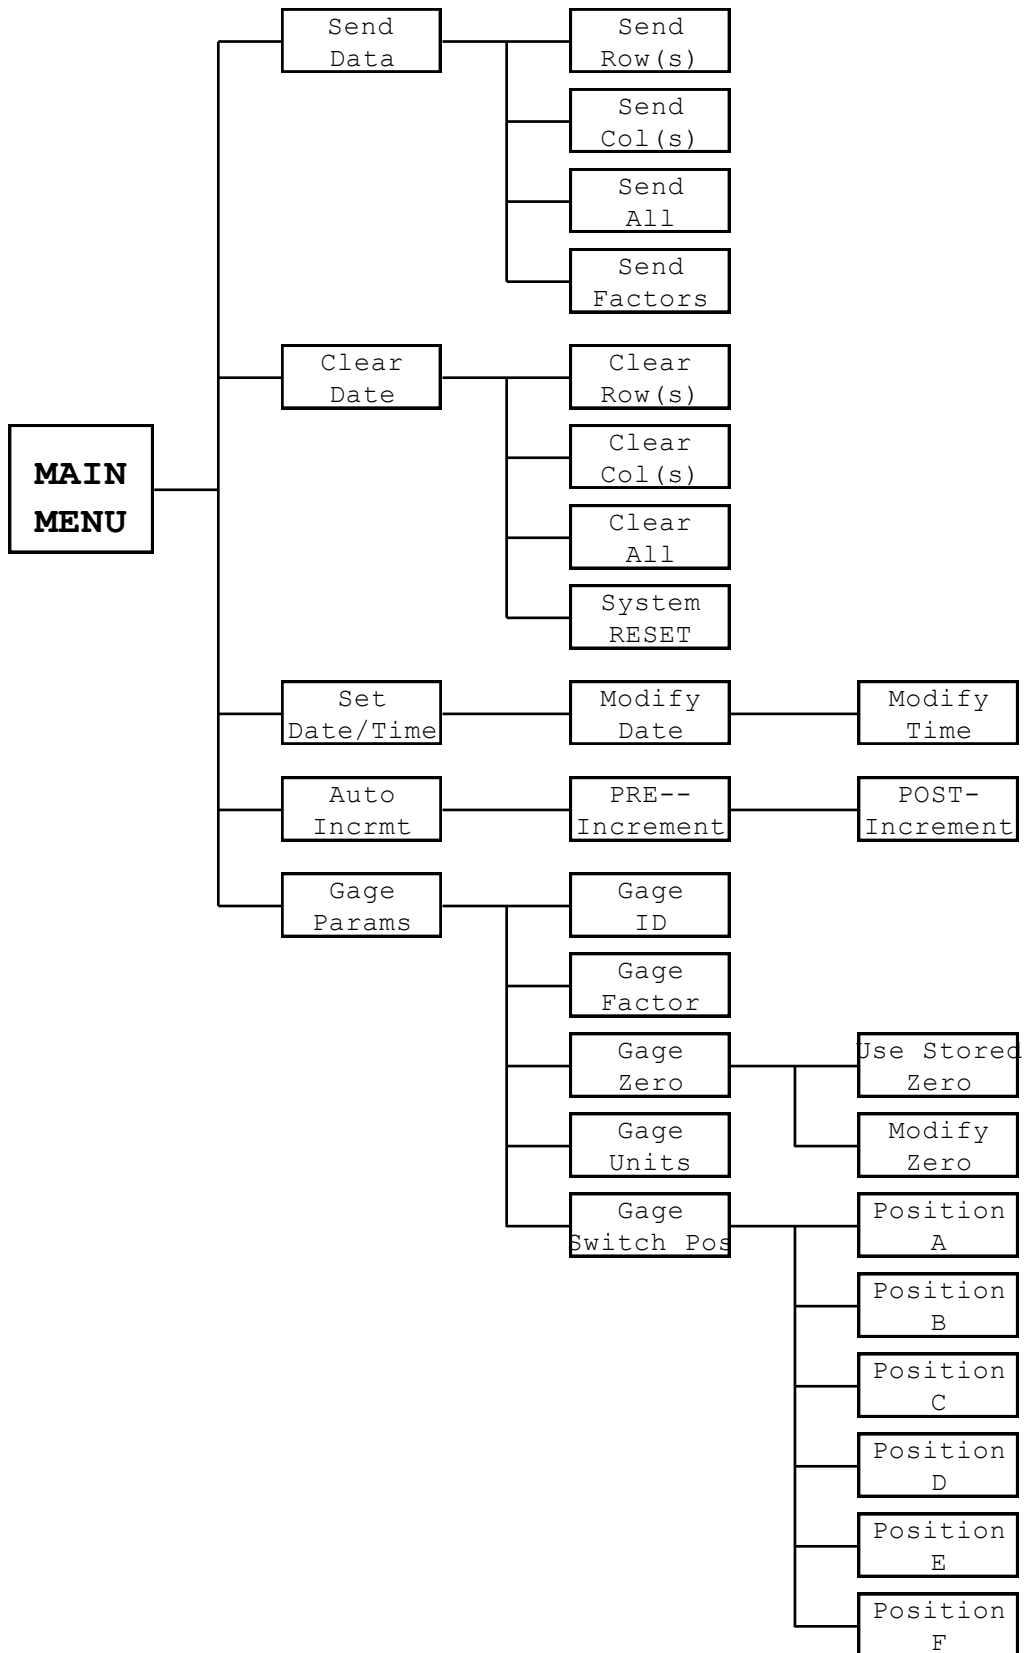 Send
Data
Send
Row(s)
Send
Col(s)
Send
All
Send
Factors
Clear
Date
Clear
Row(s)
Clear
Col(s)
Clear
All
System
RESET
MAIN
MENU
Set
Date/Time
Modify
Date
Modify
Time
Auto
Incrmt
PRE--
Increment
POST-
Increment
Gage
Params
Gage
ID
Gage
Factor
Gage
Zero
Use Stored
Zero
Modify
Zero
Gage
Units
Gage
Switch Pos
Position
A
Position
B
Position
C
Position
D
Position
E
Position
F